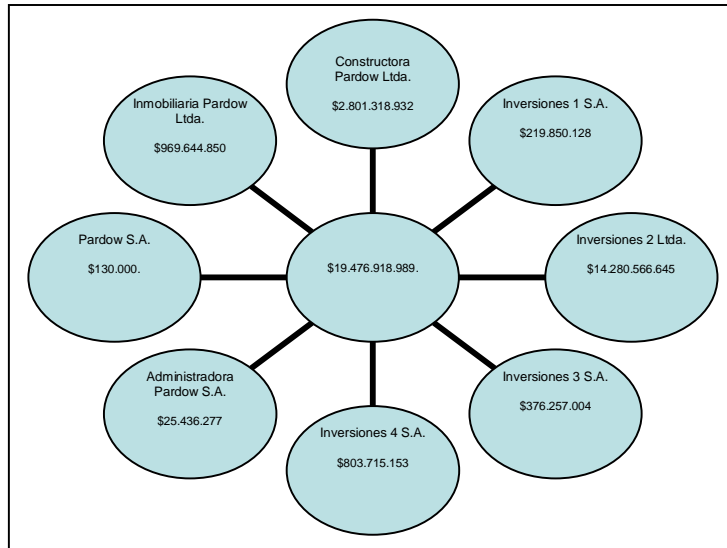 Constructora
Pardow Ltda.
$2.801.318.932
Inversiones 1 S.A.
$219.850.128
Inversiones 2 Ltda.
$14.280.566.645
Inversiones 3 S.A.
$376.257.004
Inversiones 4 S.A.
$803.715.153
Administradora
Pardow S.A.
$25.436.277
Pardow S.A.
$130.000.
Inmobiliaria Pardow
Ltda.
$969.644.850
$19.476.918.989.